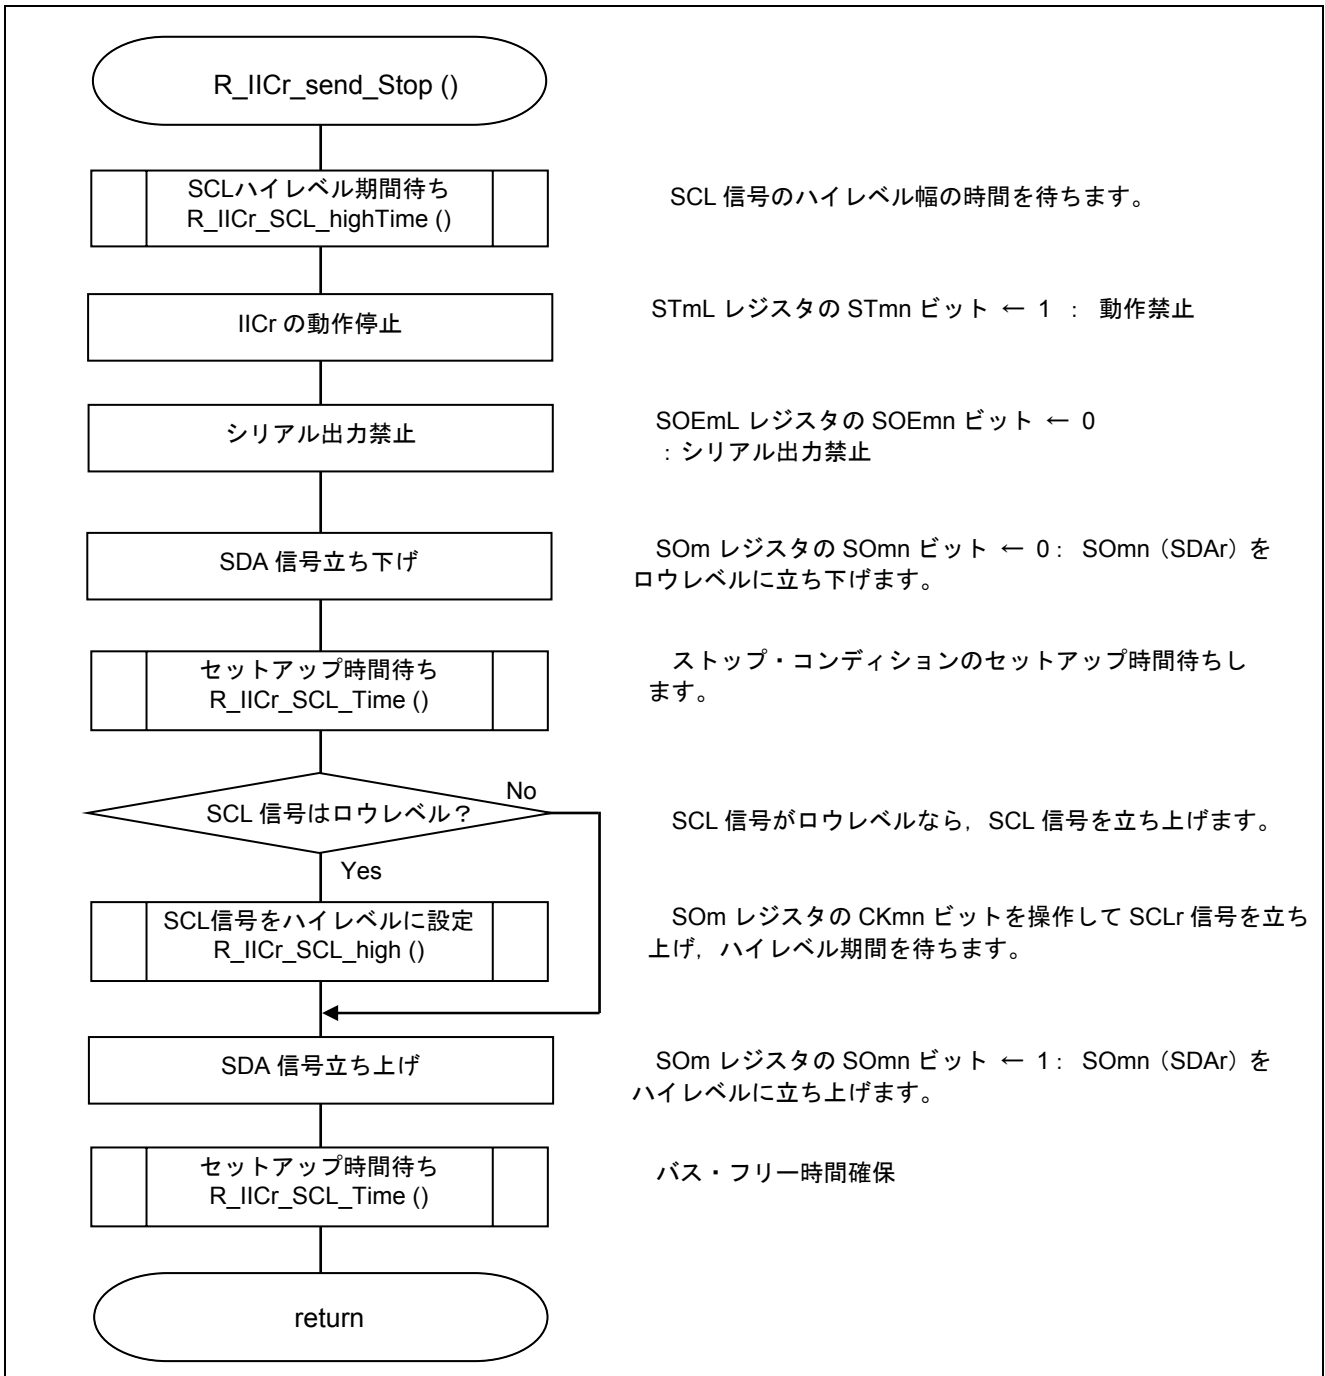 R_IICr_send_Stop ()
SCLハイレベル期間待ち
R_IICr_SCL_highTime ()
SCL 信号のハイレベル幅の時間を待ちます。
IICr の動作停止
STmL レジスタの STmn ビット ← 1 : 動作禁止
シリアル出力禁止
SOEmL レジスタの SOEmn ビット ← 0
: シリアル出力禁止
SDA 信号立ち下げ
SOm レジスタの SOmn ビット ← 0 : SOmn（SDAr）を
ロウレベルに立ち下げます。
セットアップ時間待ち
R_IICr_SCL_Time ()
ストップ・コンディションのセットアップ時間待ちし
ます。
SCL 信号はロウレベル？
No
Yes
SCL 信号がロウレベルなら，SCL 信号を立ち上げます。
SCL信号をハイレベルに設定
R_IICr_SCL_high ()
SOm レジスタの CKmn ビットを操作して SCLr 信号を立ち
上げ，ハイレベル期間を待ちます。
SDA 信号立ち上げ
SOm レジスタの SOmn ビット ← 1 : SOmn（SDAr）を
ハイレベルに立ち上げます。
セットアップ時間待ち
R_IICr_SCL_Time ()
バス・フリー時間確保
return